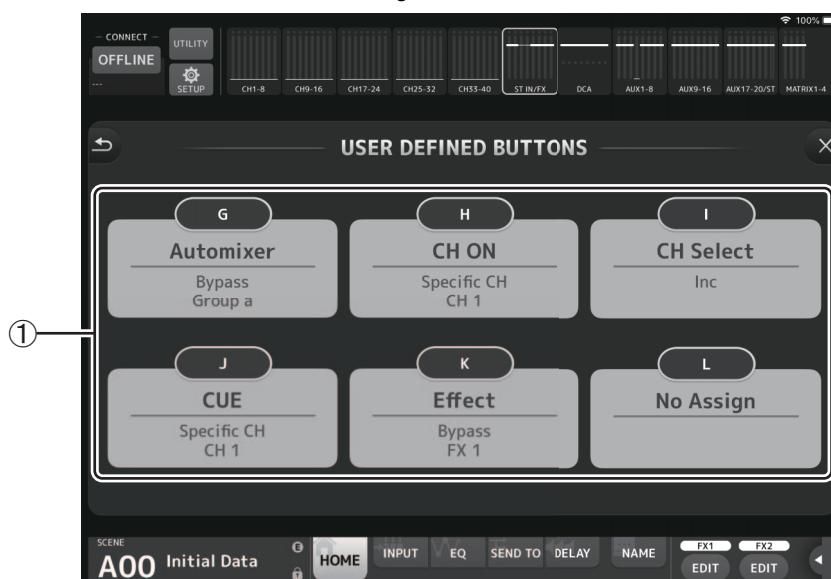 100%
CONNECT
OFFLINE
---
UTILITY
SETUP
CH1-8
CH9-16
CH17-24
CH25-32
CH33-40
ST IN/FX
DCA
AUX1-8
AUX9-16
AUX17-20/ST
MATRIX1-4
USER DEFINED BUTTONS
G
Automixer
Bypass
Group a
H
CH ON
Specific CH
CH 1
I
CH Select
Inc
①
J
CUE
Specific CH
CH 1
K
Effect
Bypass
FX 1
L
No Assign
SCENE
A00 Initial Data
E
HOME
INPUT
EQ
SEND TO
DELAY
NAME
FX1
EDIT
FX2
EDIT